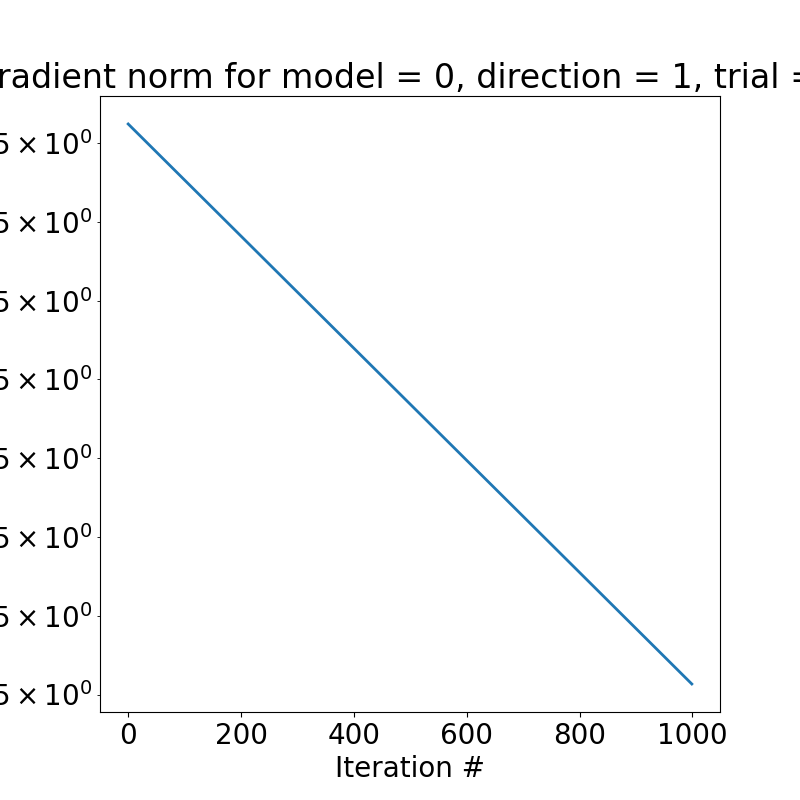 radient norm for model = 0, direction = 1, trial =
5 × 10⁰
5 × 10⁰
5 × 10⁰
5 × 10⁰
5 × 10⁰
5 × 10⁰
5 × 10⁰
5 × 10⁰
0 200 400 600 800 1000
Iteration #